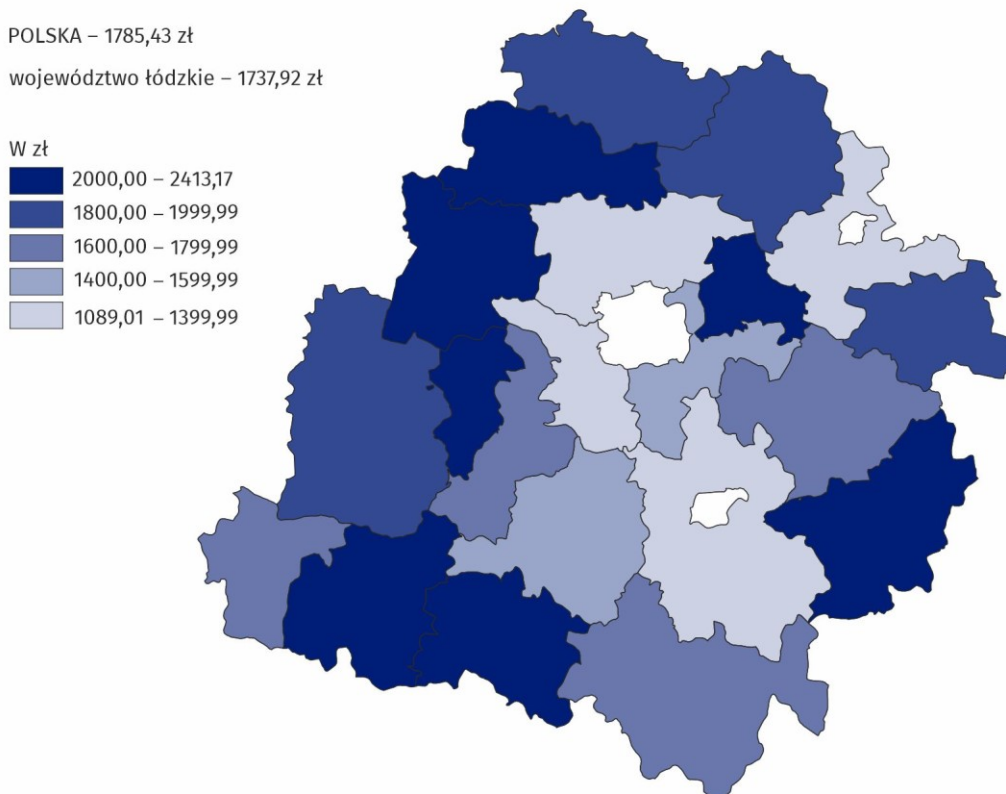 POLSKA – 1785,43 zł
województwo łódzkie – 1737,92 zł
W zł
2000,00 – 2413,17
1800,00 – 1999,99
1600,00 – 1799,99
1400,00 – 1599,99
1089,01 – 1399,99